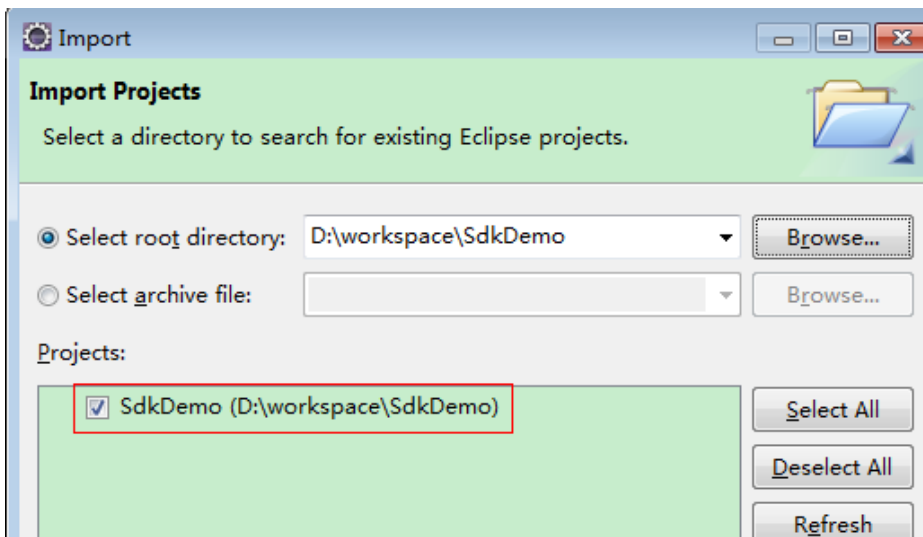 Import
Import Projects
Select a directory to search for existing Eclipse projects.
Select root directory: D:\workspace\SdkDemo Browse...
Select archive file: Browse...
Projects:
SdkDemo (D:\workspace\SdkDemo) Select All
Deselect All
Refresh